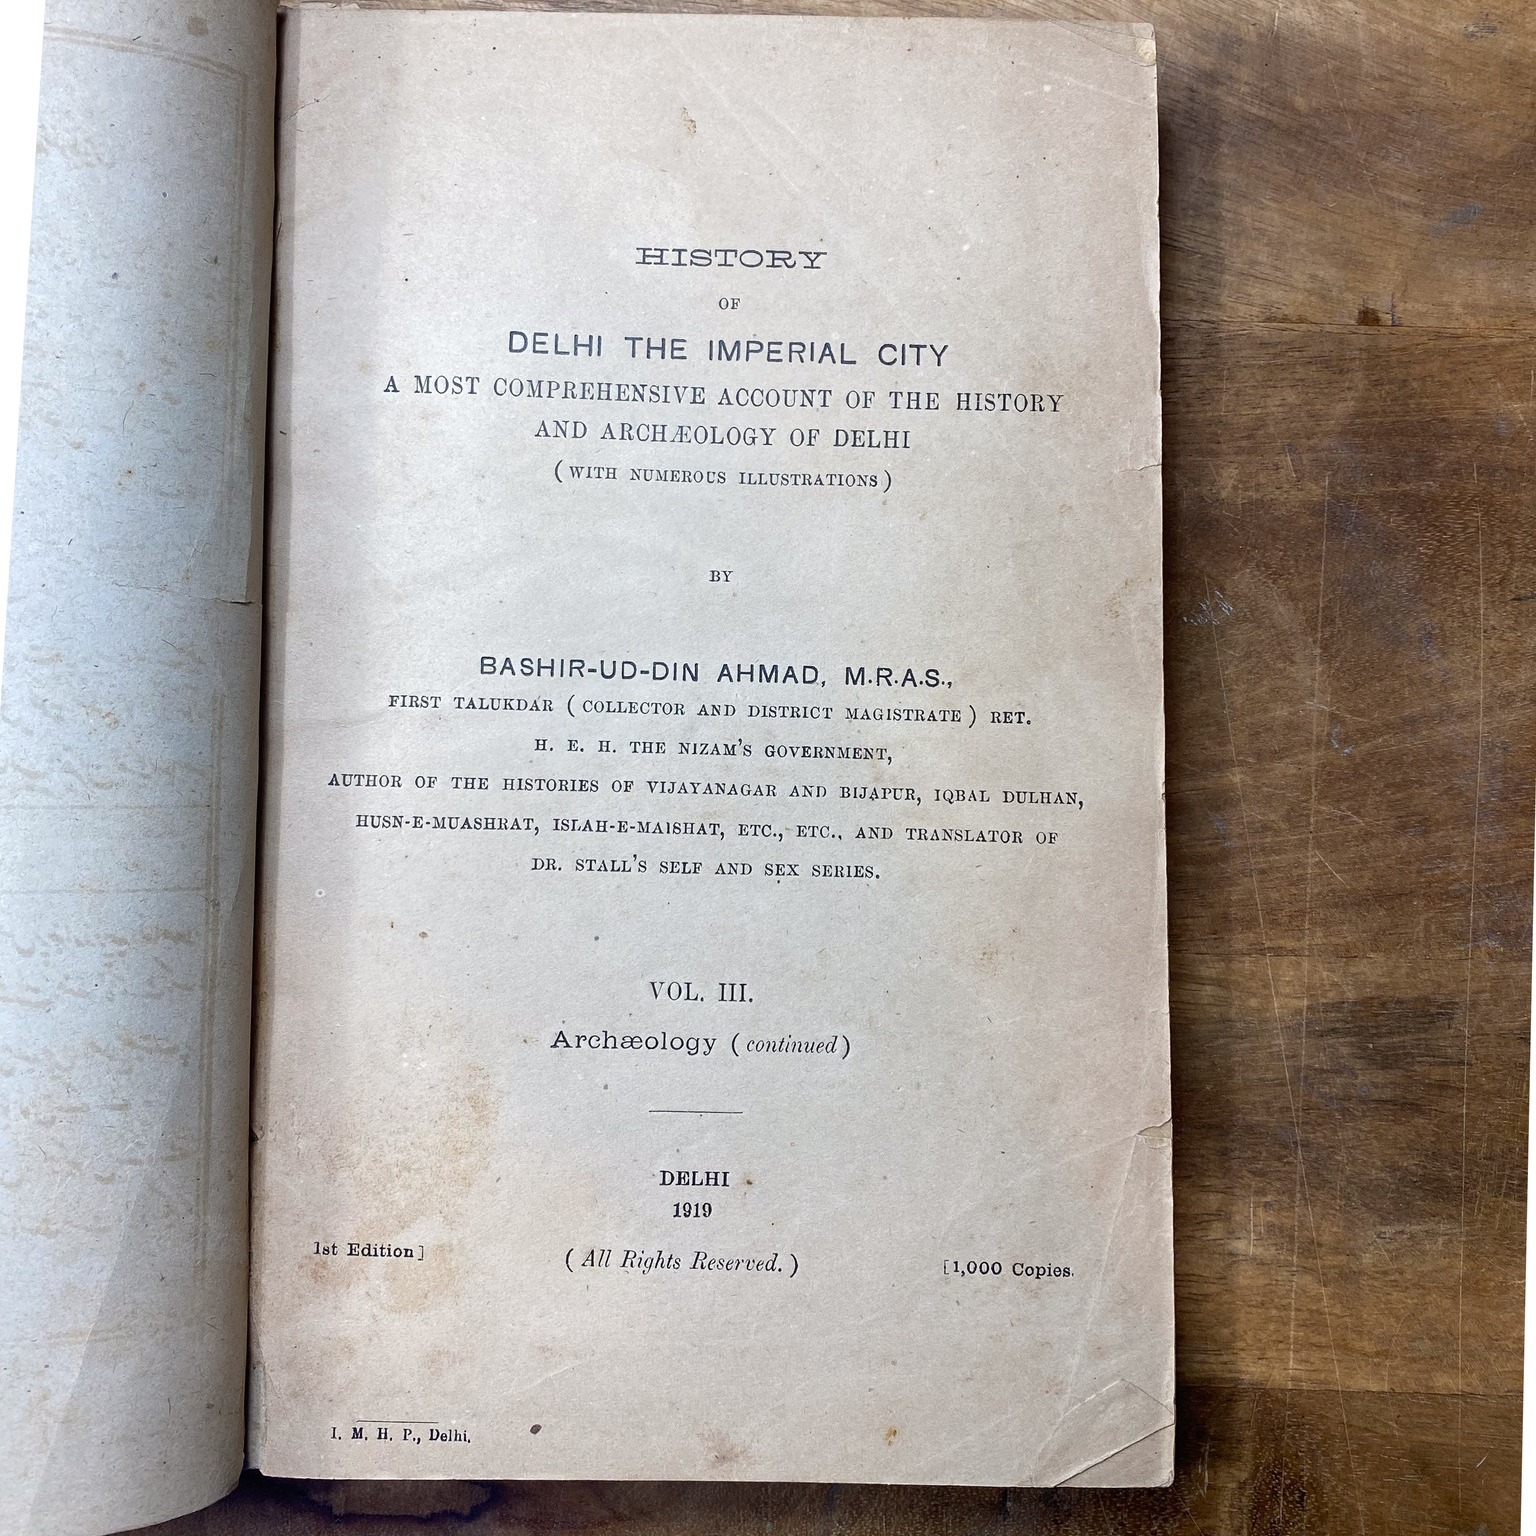 HISTORY
OF
DELHI THE IMPERIAL CITY
A MOST COMPREHENSIVE ACCOUNT OF THE HISTORY
AND ARCHÆOLOGY OF DELHI
(WITH NUMEROUS ILLUSTRATIONS)
BY
BASHIR-UD-DIN AHMAD, M.R.A.S.,
FIRST TALUKDAR (COLLECTOR AND DISTRICT MAGISTRATE) RET.
H. E. H. THE NIZAM'S GOVERNMENT,
AUTHOR OF THE HISTORIES OF VIJAYANAGAR AND BIJAPUR, IQBAL DULHAN,
HUSN-E-MUASHRAT, ISLAH-E-MAISHAT, ETC., ETC., AND TRANSLATOR OF
DR. STALL'S SELF AND SEX SERIES.
VOL. III.
Archæology (continued)
DELHI
1919
1st Edition] (All Rights Reserved.) [1,000 Copies.
I. M. H. P., Delhi.